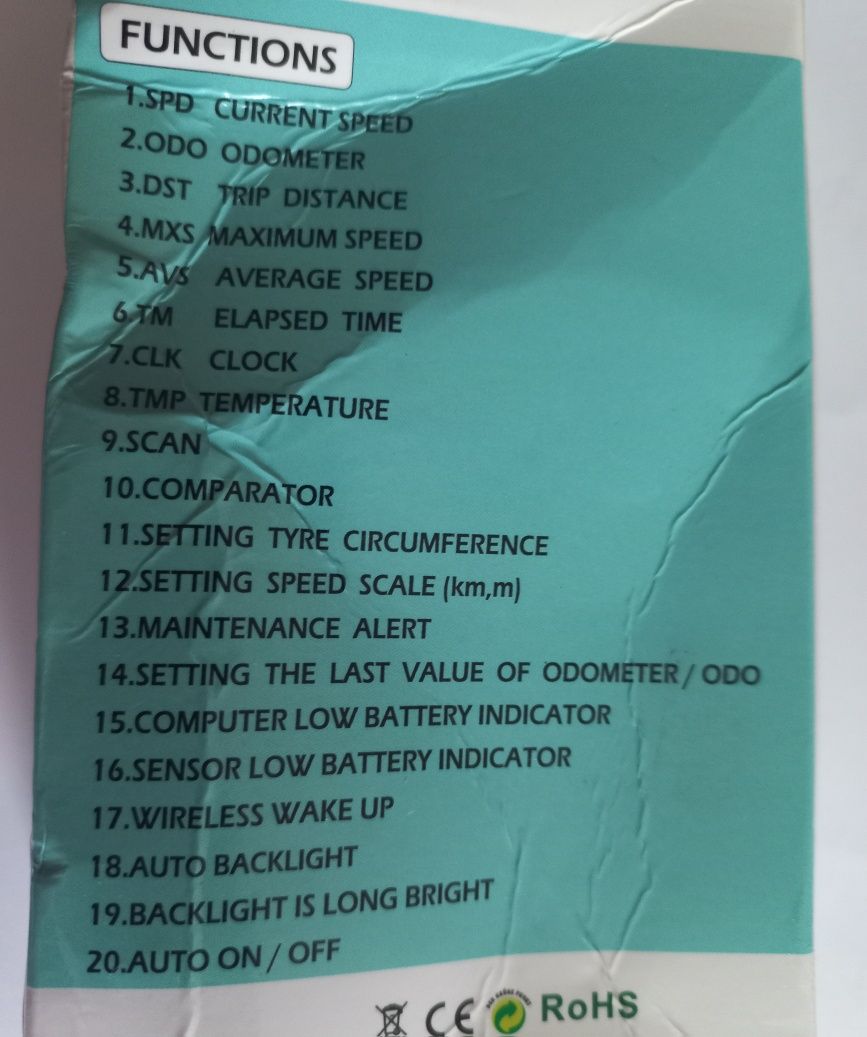 FUNCTIONS
1.SPD CURRENT SPEED
2.ODO ODOMETER
3.DST TRIP DISTANCE
4.MXS MAXIMUM SPEED
5.AVS AVERAGE SPEED
6.TM ELAPSED TIME
7.CLK CLOCK
8.TMP TEMPERATURE
9.SCAN
10.COMPARATOR
11.SETTING TYRE CIRCUMFERENCE
12.SETTING SPEED SCALE (km,m)
13.MAINTENANCE ALERT
14.SETTING THE LAST VALUE OF ODOMETER / ODO
15.COMPUTER LOW BATTERY INDICATOR
16.SENSOR LOW BATTERY INDICATOR
17.WIRELESS WAKE UP
18.AUTO BACKLIGHT
19.BACKLIGHT IS LONG BRIGHT
20.AUTO ON / OFF
CE RoHS